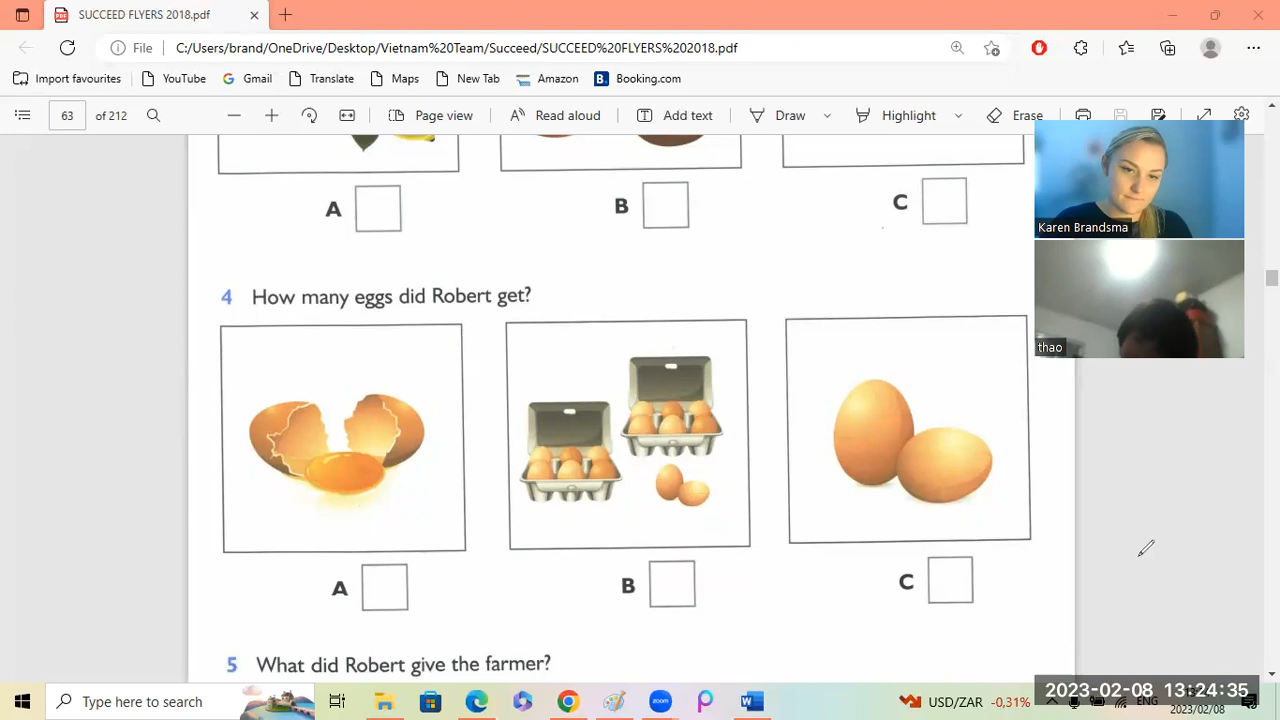 SUCCEED FLYERS 2018.pdf
File C:/Users/brand/OneDrive/Desktop/Vietnam%20Team/Succeed/SUCCEED%20FLYERS%202018.pdf
Import favourites YouTube Gmail Translate Maps New Tab Amazon B. Booking.com
63 of 212 Page view Read aloud Add text Draw Highlight Erase
A B C
Karen Brandsma
4 How many eggs did Robert get?
thao
A B C
5 What did Robert give the farmer?
Type here to search zoom USD/ZAR -0,31% ENG
2023-02-08 13:24:35
2023/02/08